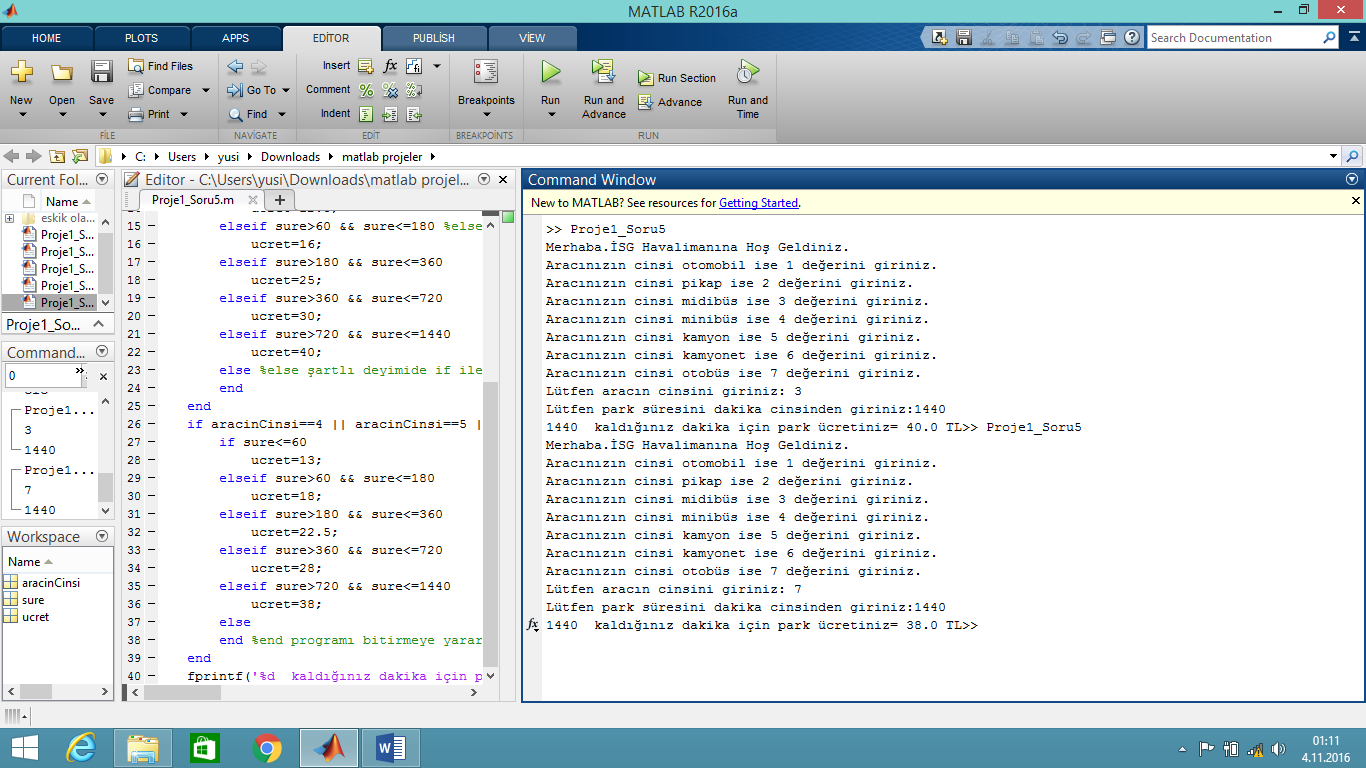 MATLAB R2016a
HOME PLOTS APPS EDİTOR PUBLİSH VİEW
Search Documentation
New Open Save
Find Files
Compare
Print
FİLE
Go To
Find
NAVİGATE
Insert fx
Comment
Indent
EDİT
Breakpoints
BREAKPOINTS
Run
Run and Advance
Run Section
Advance
Run and Time
RUN
C: Users yusi Downloads matlab projeler
Current Fol...
Name
eskik ola...
Proje1_S...
Proje1_S...
Proje1_S...
Proje1_S...
Proje1_S...
Proje1_So...
Command...
0
Proje1...
3
1440
Proje1...
7
1440
Workspace
Name
aracinCinsi
sure
ucret
Editor - C:\Users\yusi\Downloads\matlab projel...
Proje1_Soru5.m
15 elseif sure>60 && sure<=180 %else
16 ucret=16;
17 elseif sure>180 && sure<=360
18 ucret=25;
19 elseif sure>360 && sure<=720
20 ucret=30;
21 elseif sure>720 && sure<=1440
22 ucret=40;
23 else %else şartlı deyimide if ile
24 end
25 end
26 if aracinCinsi==4 || aracinCinsi==5 |
27 if sure<=60
28 ucret=13;
29 elseif sure>60 && sure<=180
30 ucret=18;
31 elseif sure>180 && sure<=360
32 ucret=22.5;
33 elseif sure>360 && sure<=720
34 ucret=28;
35 elseif sure>720 && sure<=1440
36 ucret=38;
37 else
38 end %end programı bitirmeye yarar
39 end
40 fprintf('%d  kaldığınız dakika için p
Command Window
New to MATLAB? See resources for Getting Started.
>> Proje1_Soru5
Merhaba.İSG Havalimanına Hoş Geldiniz.
Aracınızın cinsi otomobil ise 1 değerini giriniz.
Aracınızın cinsi pikap ise 2 değerini giriniz.
Aracınızın cinsi midibüs ise 3 değerini giriniz.
Aracınızın cinsi minibüs ise 4 değerini giriniz.
Aracınızın cinsi kamyon ise 5 değerini giriniz.
Aracınızın cinsi kamyonet ise 6 değerini giriniz.
Aracınızın cinsi otobüs ise 7 değerini giriniz.
Lütfen aracın cinsini giriniz: 3
Lütfen park süresini dakika cinsinden giriniz:1440
1440  kaldığınız dakika için park ücretiniz= 40.0 TL>> Proje1_Soru5
Merhaba.İSG Havalimanına Hoş Geldiniz.
Aracınızın cinsi otomobil ise 1 değerini giriniz.
Aracınızın cinsi pikap ise 2 değerini giriniz.
Aracınızın cinsi midibüs ise 3 değerini giriniz.
Aracınızın cinsi minibüs ise 4 değerini giriniz.
Aracınızın cinsi kamyon ise 5 değerini giriniz.
Aracınızın cinsi kamyonet ise 6 değerini giriniz.
Aracınızın cinsi otobüs ise 7 değerini giriniz.
Lütfen aracın cinsini giriniz: 7
Lütfen park süresini dakika cinsinden giriniz:1440
fx 1440  kaldığınız dakika için park ücretiniz= 38.0 TL>>
01:11
4.11.2016